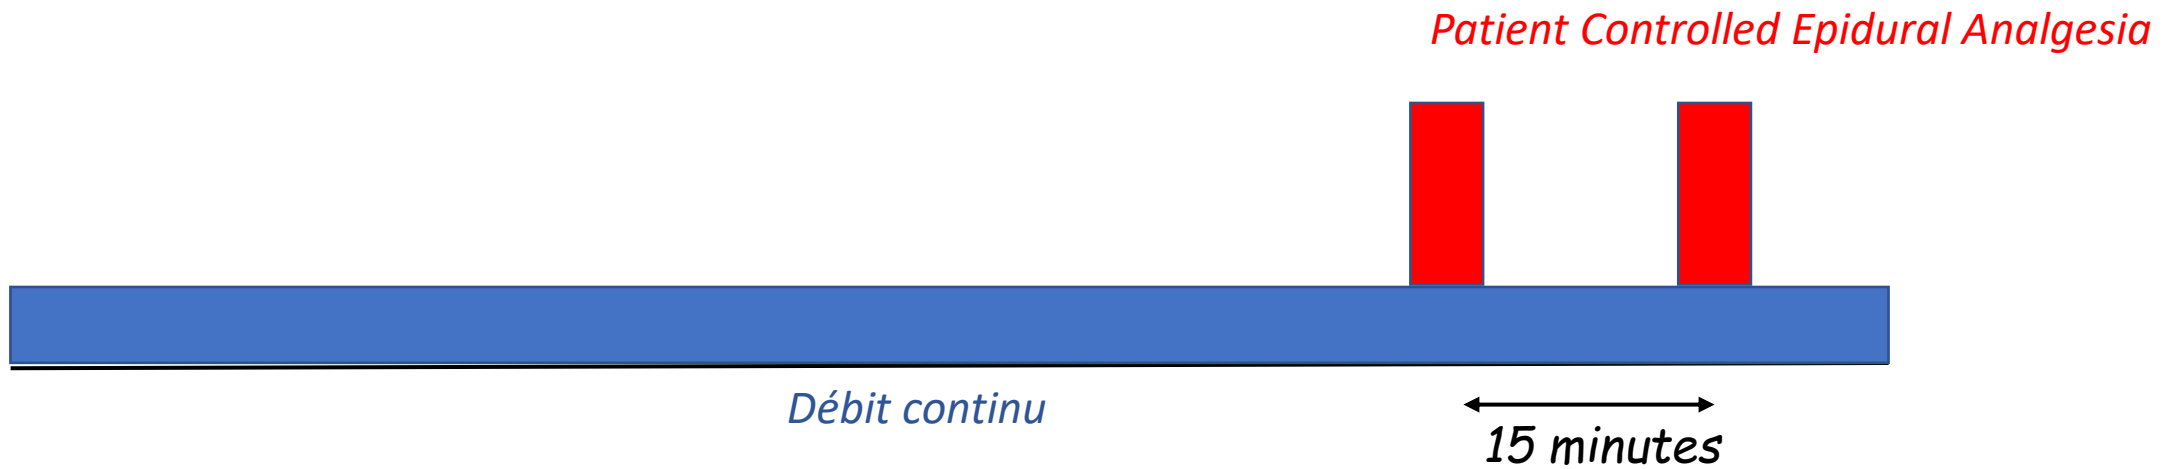 Patient Controlled Epidural Analgesia
Débit continu
15 minutes